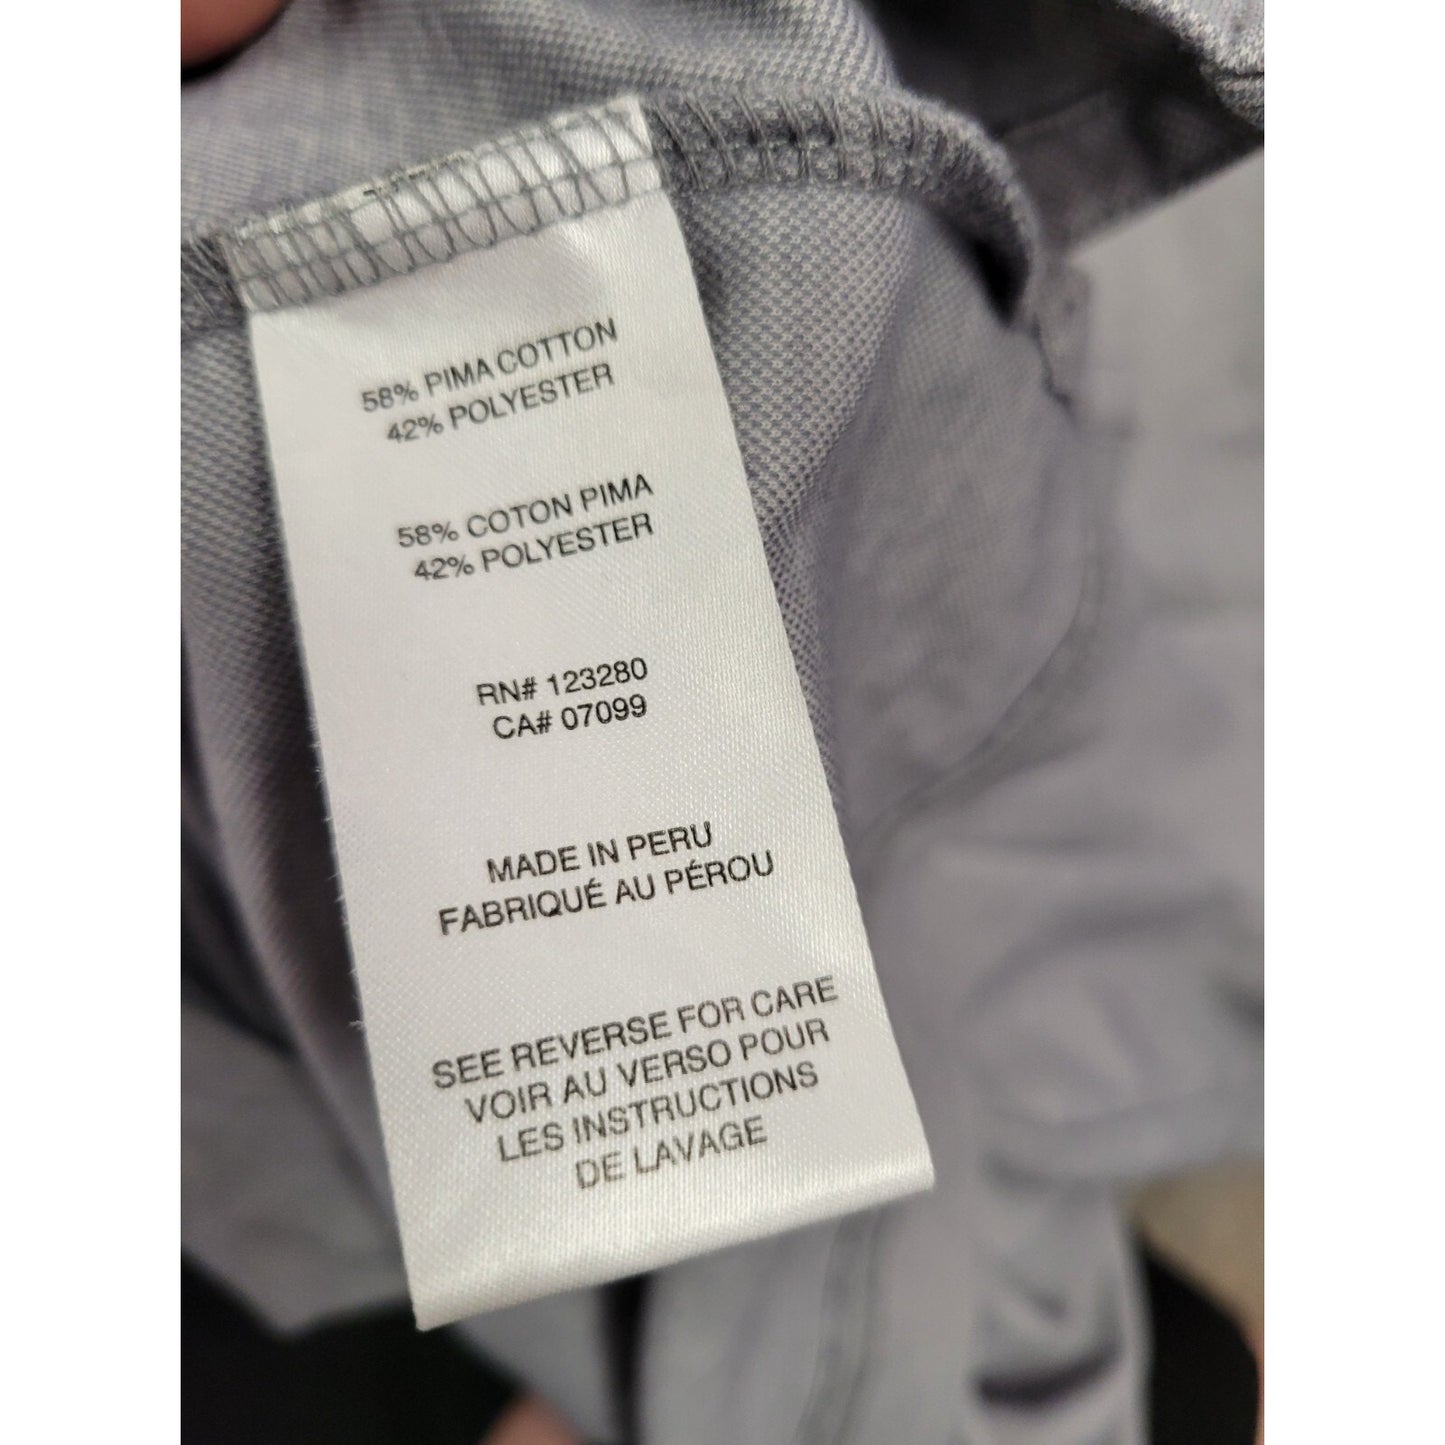 58% PIMA COTTON
42% POLYESTER
58% COTON PIMA
42% POLYESTER
RN# 123280
CA# 07099
MADE IN PERU
FABRIQUÉ AU PÉROU
SEE REVERSE FOR CARE
VOIR AU VERSO POUR
LES INSTRUCTIONS
DE LAVAGE